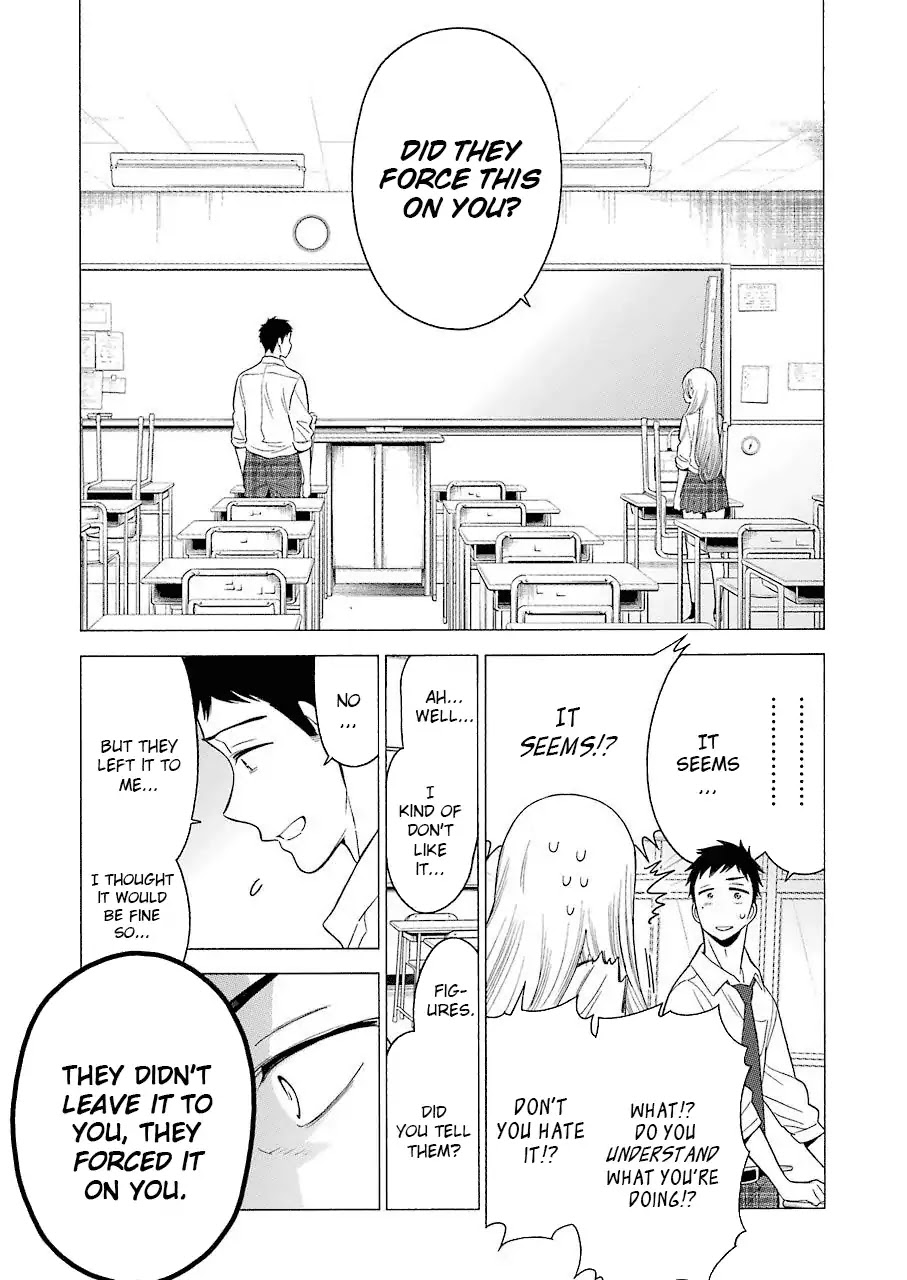 DID THEY
FORCE THIS
ON YOU?
IT
SEEMS
...
IT
SEEMS!?
WHAT!?
DO YOU
UNDERSTAND
WHAT YOU'RE
DOING!?
DON'T
YOU HATE
IT!?
AH...
WELL...
I
KIND OF
DON'T
LIKE
IT...
FIG-
URES.
DID
YOU TELL
THEM?
NO
...
BUT THEY
LEFT IT TO
ME...
I THOUGHT
IT WOULD
BE FINE
SO...
THEY DIDN'T
LEAVE IT TO
YOU, THEY
FORCED IT
ON YOU.